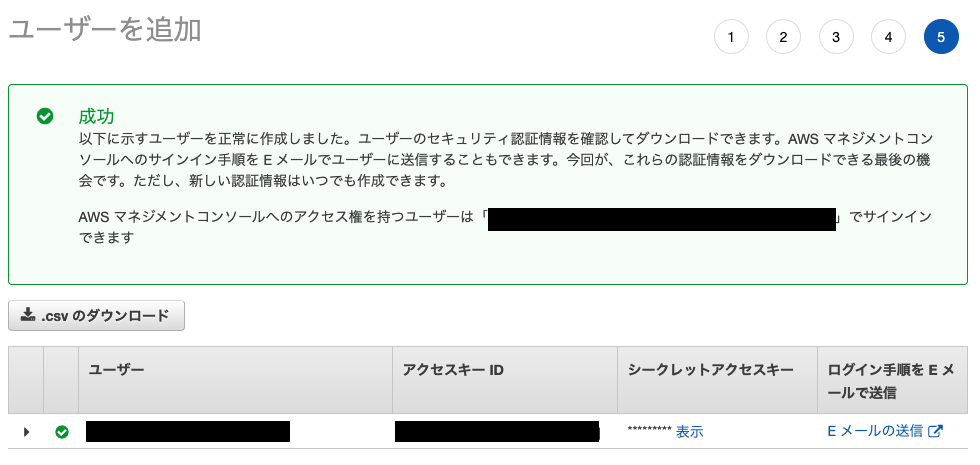 ユーザーを追加
1 2 3 4 5
成功
以下に示すユーザーを正常に作成しました。ユーザーのセキュリティ認証情報を確認してダウンロードできます。AWS マネジメントコン
ソールへのサインイン手順を E メールでユーザーに送信することもできます。今回が、これらの認証情報をダウンロードできる最後の機
会です。ただし、新しい認証情報はいつでも作成できます。
AWS マネジメントコンソールへのアクセス権を持つユーザーは「 」でサインイン
できます
.csv のダウンロード
ユーザー アクセスキー ID シークレットアクセスキー ログイン手順を E メ
ールで送信
********* 表示 E メールの送信